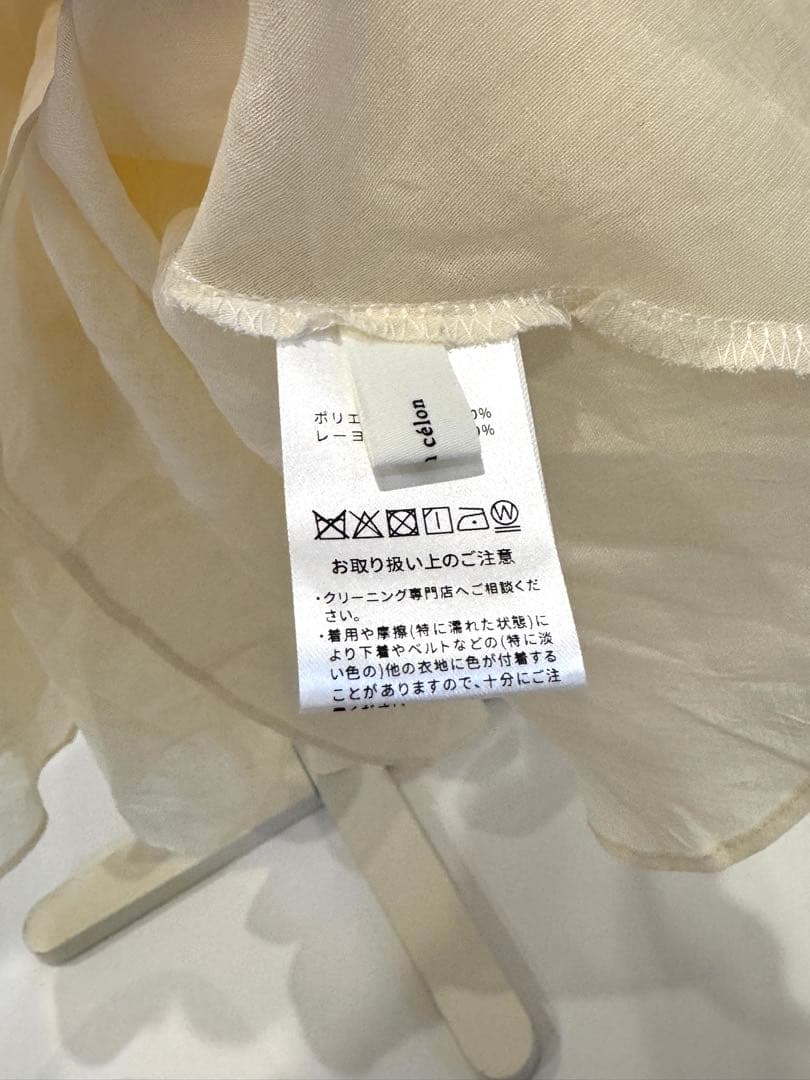 ポリエ 0%
レーヨ 0%
célon
W
お取り扱い上のご注意
・クリーニング専門店へご相談くだ
さい。
・着用や摩擦(特に濡れた状態)に
より下着やベルトなどの(特に淡
い色の)他の衣地に色が付着する
ことがありますので、十分にご注